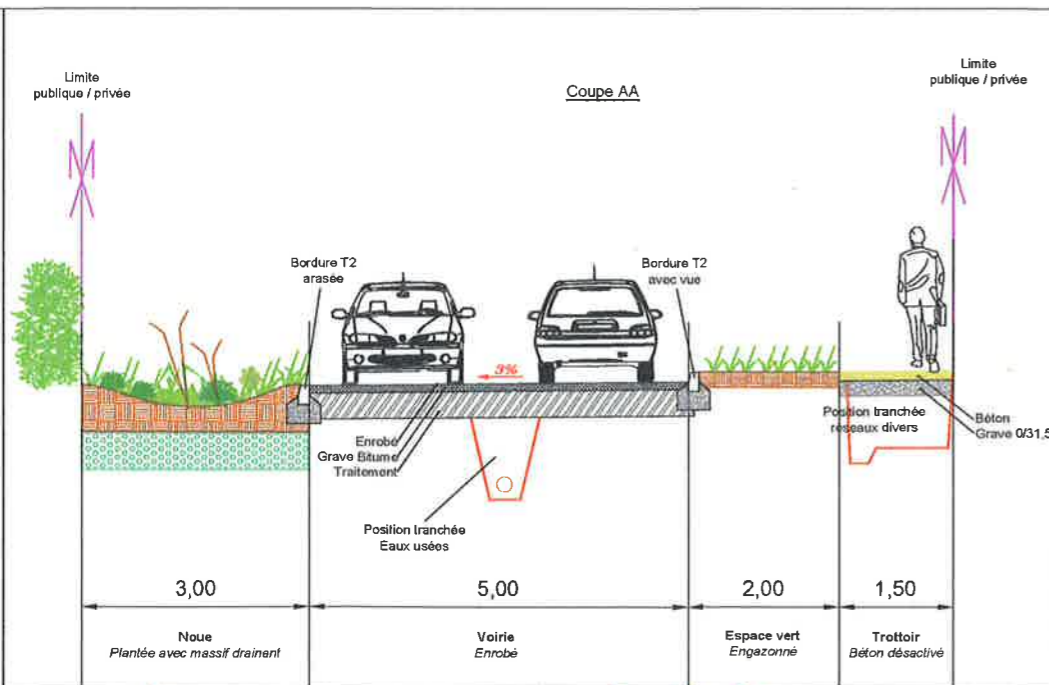 Limite
publique / privée
Coupe AA
Limite
publique / privée
Bordure T2
arasée
Bordure T2
avec vue
3%
Enrobé
Grave Bitume
Traitement
Position tranchée
Eaux usées
Position tranchée
réseaux divers
Béton
Grave 0/31,5
3,00
5,00
2,00
1,50
Noue
Plantée avec massif drainant
Voirie
Enrobé
Espace vert
Engazonné
Trottoir
Béton désactivé